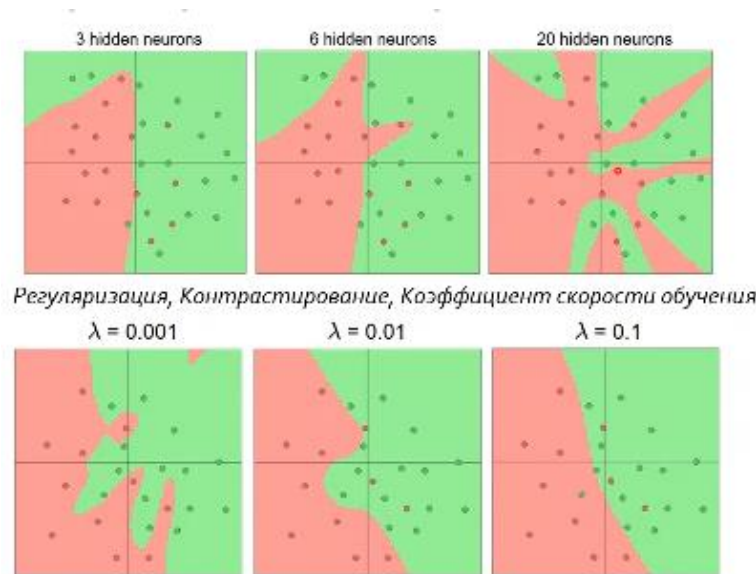 3 hidden neurons 6 hidden neurons 20 hidden neurons
Регуляризация, Контрастирование, Коэффициент скорости обучения
λ = 0.001 λ = 0.01 λ = 0.1